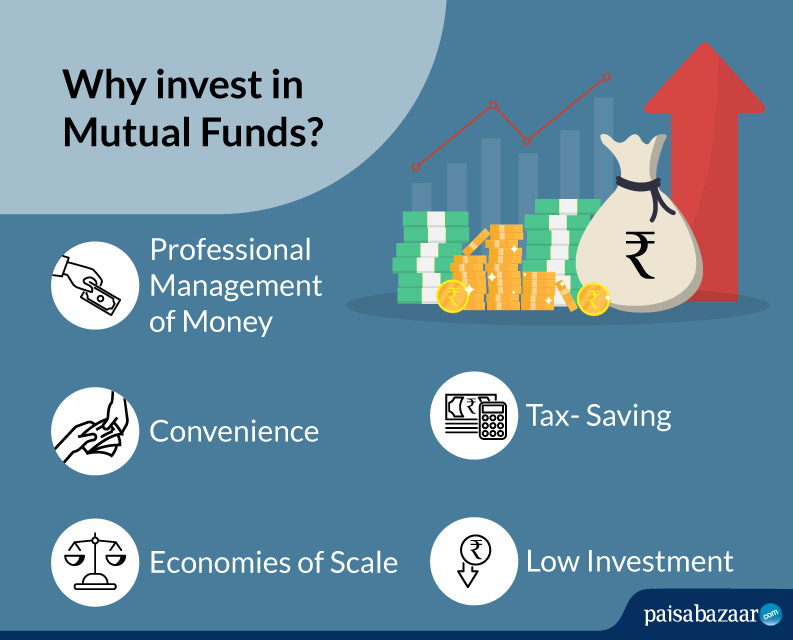 Why invest in
Mutual Funds?
Professional
Management
of Money
₹
₹
₹
Convenience
₹
Tax- Saving
Economies of Scale
₹
Low Investment
paisabazaar.com